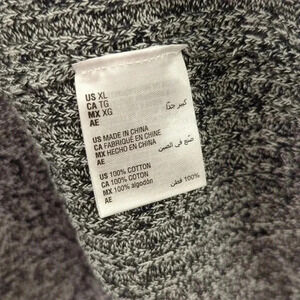 US XL
CA TG
MX XG
AE كبير جدًا
US MADE IN CHINA
CA FABRIQUÉ EN CHINE
MX HECHO EN CHINA
AE صنع في الصين
US 100% COTTON
CA 100% COTON
MX 100% algodón
AE 100% قطن